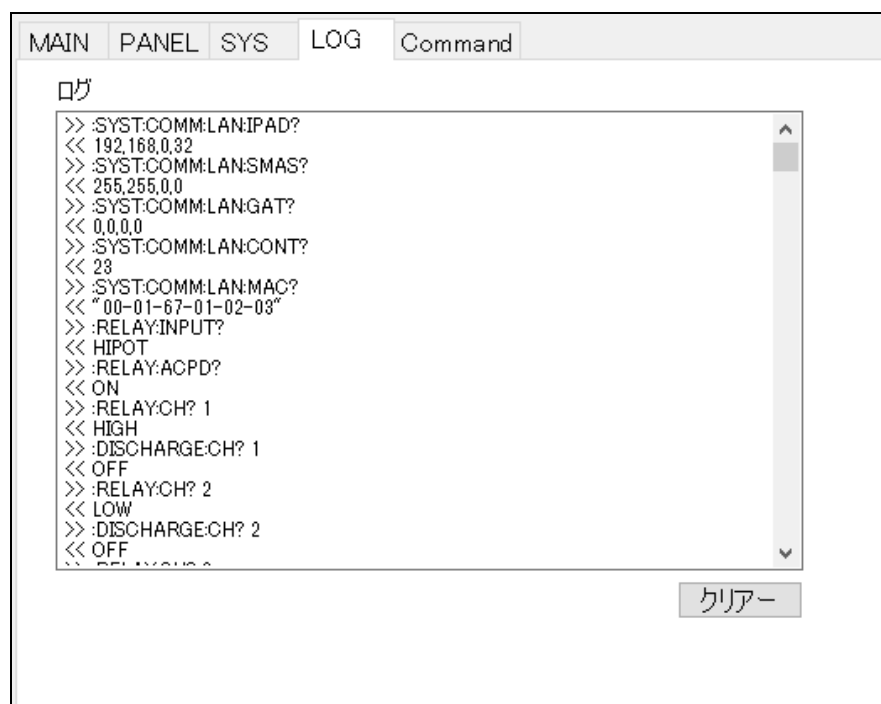 MAIN PANEL SYS LOG Command
ログ
>> :SYST:COMM:LAN:IPAD?
<< 192,168,0,32
>> :SYST:COMM:LAN:SMAS?
<< 255,255,0,0
>> :SYST:COMM:LAN:GAT?
<< 0,0,0,0
>> :SYST:COMM:LAN:CONT?
<< 23
>> :SYST:COMM:LAN:MAC?
<< "00-01-67-01-02-03"
>> :RELAY:INPUT?
<< HIPOT
>> :RELAY:ACPD?
<< ON
>> :RELAY:CH? 1
<< HIGH
>> :DISCHARGE:CH? 1
<< OFF
>> :RELAY:CH? 2
<< LOW
>> :DISCHARGE:CH? 2
<< OFF
クリアー